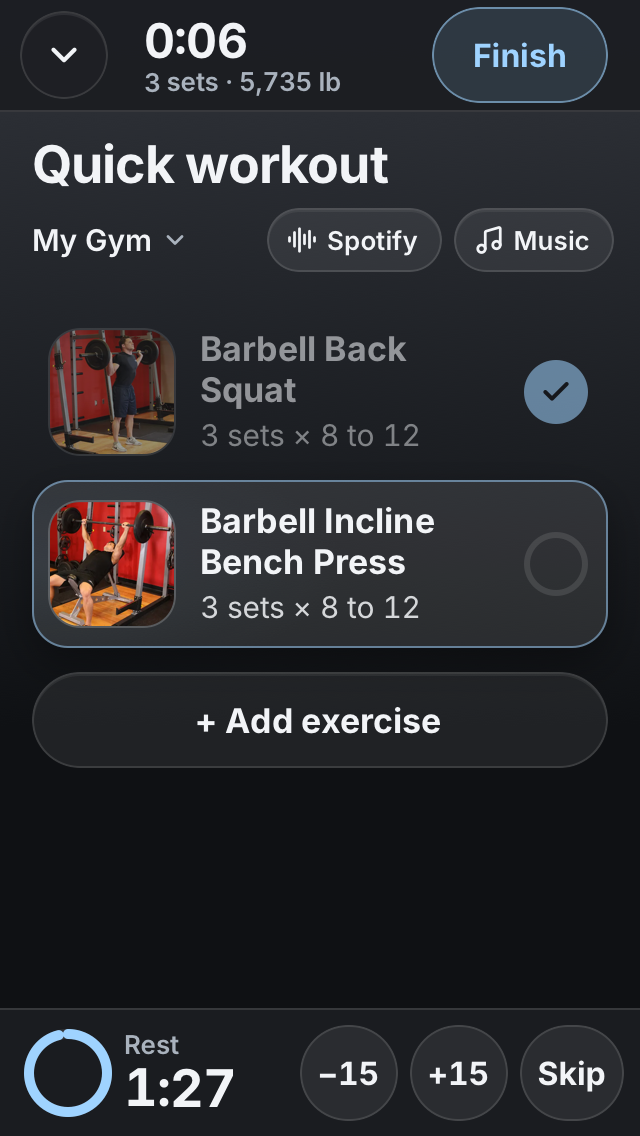 0:06
3 sets · 5,735 lb
Finish
Quick workout
My Gym
Spotify
Music
Barbell Back
Squat
3 sets × 8 to 12
Barbell Incline
Bench Press
3 sets × 8 to 12
+ Add exercise
Rest
1:27
−15
+15
Skip